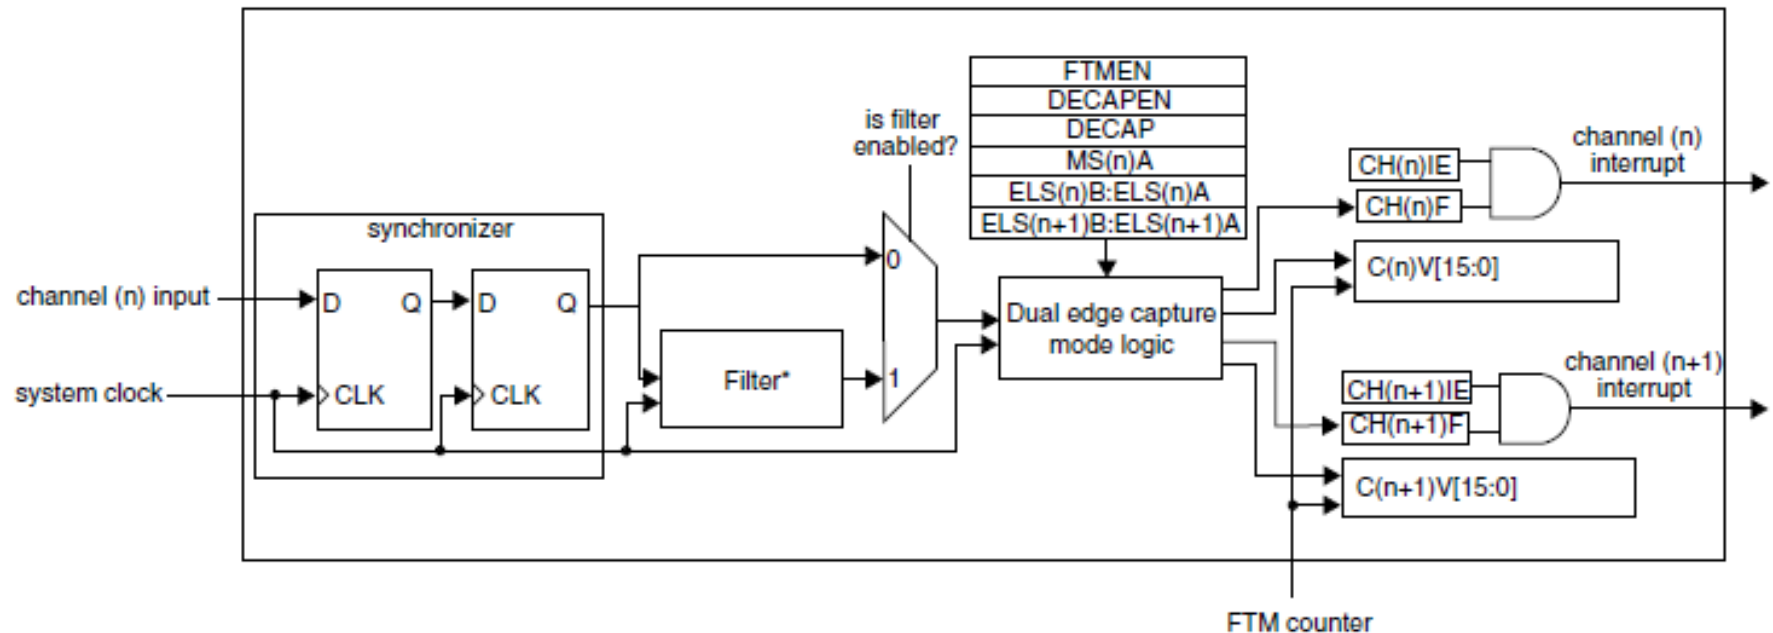 FTMEN
DECAPEN
DECAP
MS(n)A
ELS(n)B:ELS(n)A
ELS(n+1)B:ELS(n+1)A
is filter
enabled?
channel (n)
interrupt
CH(n)IE
CH(n)F
synchronizer
0
C(n)V[15:0]
channel (n) input
D Q
D Q
Dual edge capture
mode logic
system clock
CLK
CLK
Filter*
1
channel (n+1)
interrupt
CH(n+1)IE
CH(n+1)F
C(n+1)V[15:0]
FTM counter